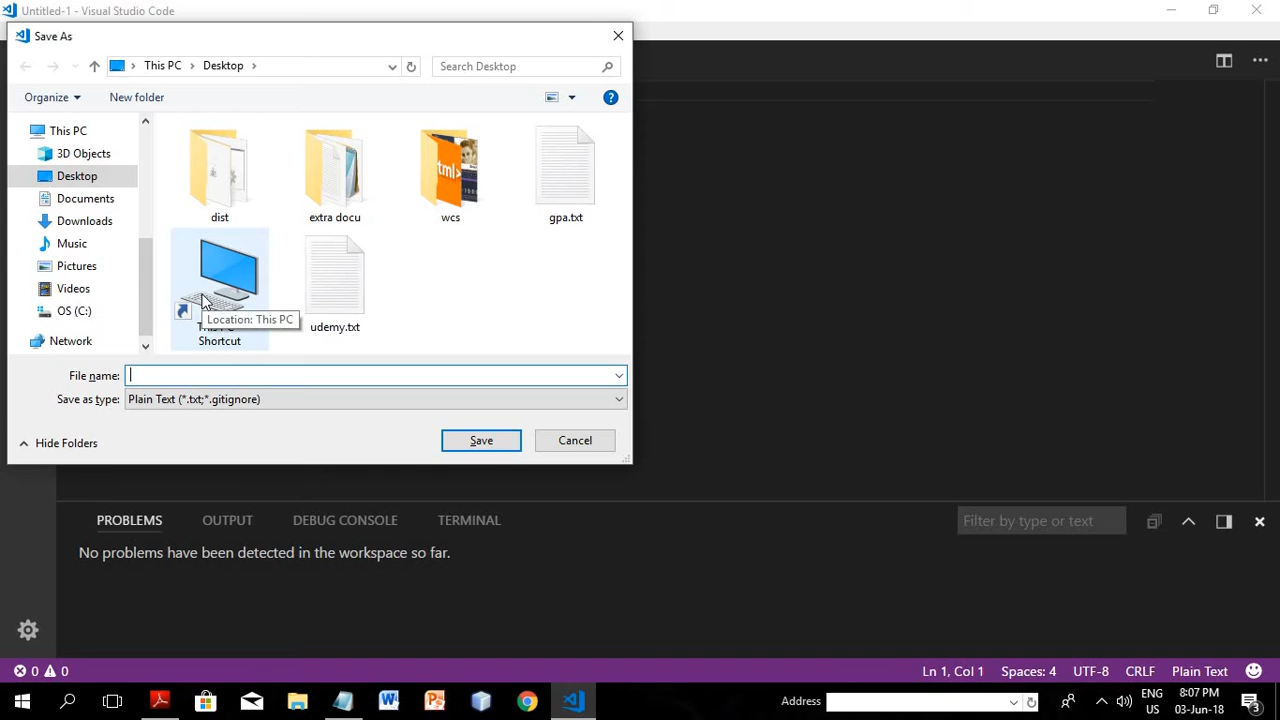 Untitled-1 - Visual Studio Code
Save As
This PC
Desktop
Search Desktop
Organize
New folder
This PC
3D Objects
Desktop
Documents
Downloads
Music
Pictures
Videos
OS (C:)
Network
dist
extra docu
wcs
gpa.txt
tml>
This PC
Shortcut
Location: This PC
udemy.txt
File name:
Save as type: Plain Text (*.txt;*.gitignore)
Hide Folders
Save
Cancel
PROBLEMS OUTPUT DEBUG CONSOLE TERMINAL
Filter by type or text
No problems have been detected in the workspace so far.
0 0
Ln 1, Col 1 Spaces: 4 UTF-8 CRLF Plain Text
Address
ENG
US
8:07 PM
03-Jun-18
3